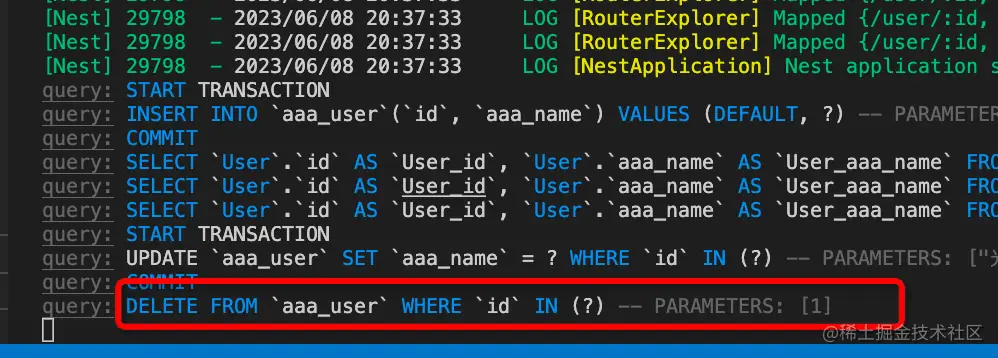 [Nest] 29798  - 2023/06/08 20:37:33     LOG [RouterExplorer] Mapped {/user/:id,
[Nest] 29798  - 2023/06/08 20:37:33     LOG [RouterExplorer] Mapped {/user/:id,
[Nest] 29798  - 2023/06/08 20:37:33     LOG [NestApplication] Nest application s
query: START TRANSACTION
query: INSERT INTO `aaa_user`(`id`, `aaa_name`) VALUES (DEFAULT, ?) -- PARAMETER
query: COMMIT
query: SELECT `User`.`id` AS `User_id`, `User`.`aaa_name` AS `User_aaa_name` FRO
query: SELECT `User`.`id` AS `User_id`, `User`.`aaa_name` AS `User_aaa_name` FRO
query: SELECT `User`.`id` AS `User_id`, `User`.`aaa_name` AS `User_aaa_name` FRO
query: START TRANSACTION
query: UPDATE `aaa_user` SET `aaa_name` = ? WHERE `id` IN (?) -- PARAMETERS: ["光
query: COMMIT
query: DELETE FROM `aaa_user` WHERE `id` IN (?) -- PARAMETERS: [1]
@稀土掘金技术社区